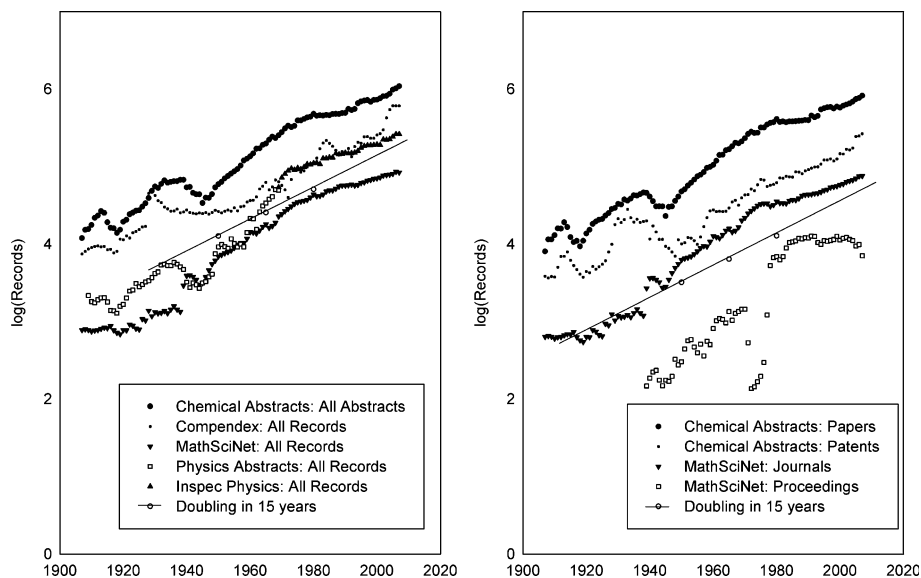 log(Records)
6
4
2
0
1900 1920 1940 1960 1980 2000 2020
Chemical Abstracts: All Abstracts
Compendex: All Records
MathSciNet: All Records
Physics Abstracts: All Records
Inspec Physics: All Records
Doubling in 15 years
log(Records)
6
4
2
0
1900 1920 1940 1960 1980 2000 2020
Chemical Abstracts: Papers
Chemical Abstracts: Patents
MathSciNet: Journals
MathSciNet: Proceedings
Doubling in 15 years